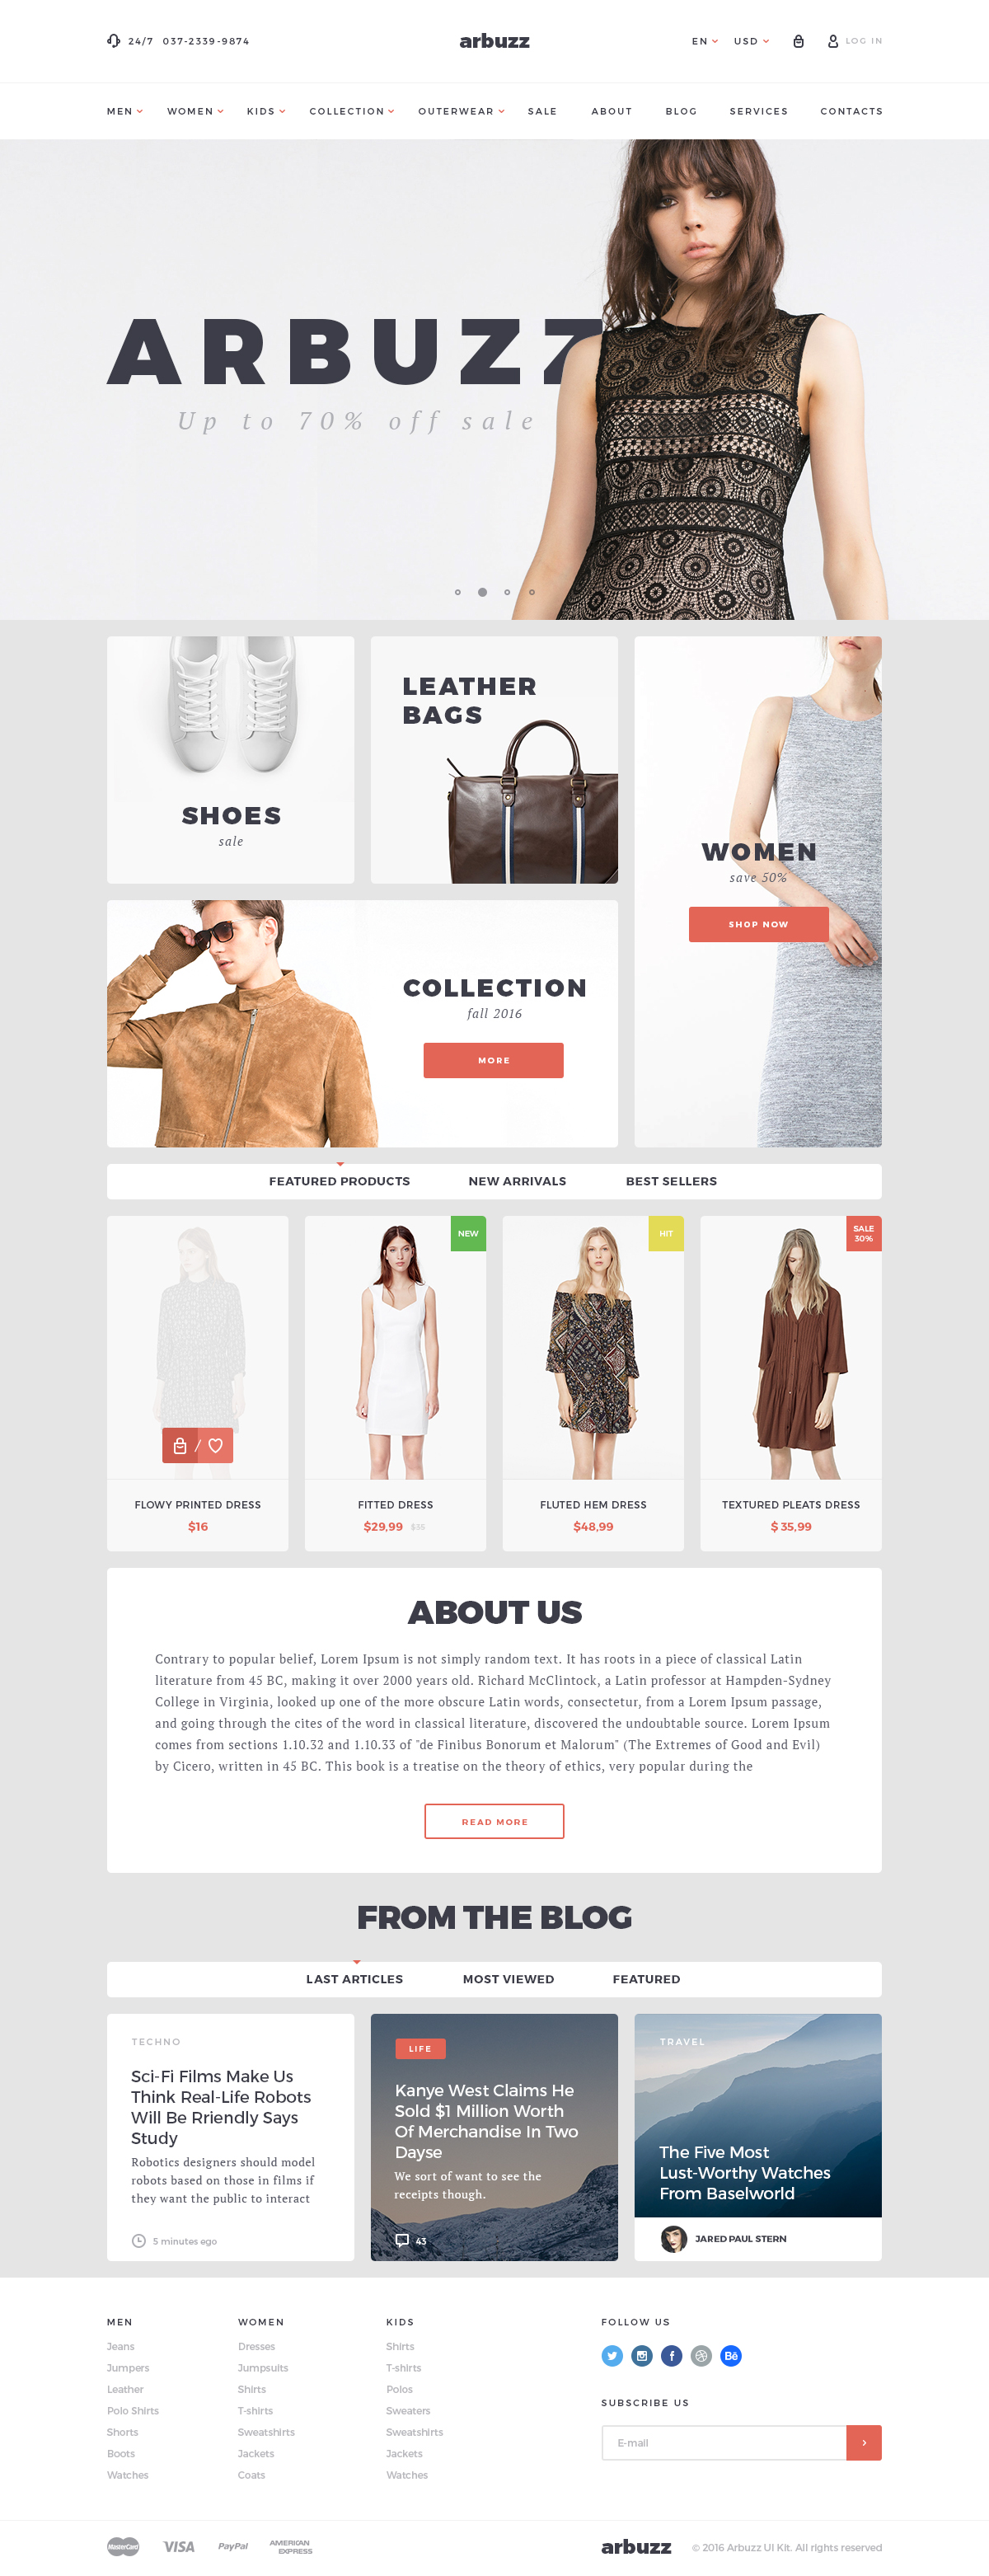 24/7 037-2339-9874
arbuzz
EN USD LOG IN
MEN WOMEN KIDS COLLECTION OUTERWEAR SALE ABOUT BLOG SERVICES CONTACTS
ARBUZZ
Up to 70% off sale
SHOES
sale
LEATHER
BAGS
WOMEN
save 50%
SHOP NOW
COLLECTION
fall 2016
MORE
FEATURED PRODUCTS NEW ARRIVALS BEST SELLERS
FLOWY PRINTED DRESS
$16
NEW
FITTED DRESS
$29,99 $35
HIT
FLUTED HEM DRESS
$48,99
SALE
30%
TEXTURED PLEATS DRESS
$ 35,99
ABOUT US
Contrary to popular belief, Lorem Ipsum is not simply random text. It has roots in a piece of classical Latin
literature from 45 BC, making it over 2000 years old. Richard McClintock, a Latin professor at Hampden-Sydney
College in Virginia, looked up one of the more obscure Latin words, consectetur, from a Lorem Ipsum passage,
and going through the cites of the word in classical literature, discovered the undoubtable source. Lorem Ipsum
comes from sections 1.10.32 and 1.10.33 of "de Finibus Bonorum et Malorum" (The Extremes of Good and Evil)
by Cicero, written in 45 BC. This book is a treatise on the theory of ethics, very popular during the
READ MORE
FROM THE BLOG
LAST ARTICLES MOST VIEWED FEATURED
TECHNO
Sci-Fi Films Make Us
Think Real-Life Robots
Will Be Rriendly Says
Study
Robotics designers should model
robots based on those in films if
they want the public to interact
5 minutes ego
LIFE
Kanye West Claims He
Sold $1 Million Worth
Of Merchandise In Two
Dayse
We sort of want to see the
receipts though.
43
TRAVEL
The Five Most
Lust-Worthy Watches
From Baselworld
JARED PAUL STERN
MEN
Jeans
Jumpers
Leather
Polo Shirts
Shorts
Boots
Watches
WOMEN
Dresses
Jumpsuits
Shirts
T-shirts
Sweatshirts
Jackets
Coats
KIDS
Shirts
T-shirts
Polos
Sweaters
Sweatshirts
Jackets
Watches
FOLLOW US
Bē
SUBSCRIBE US
E-mail
MasterCard VISA PayPal AMERICAN
EXPRESS
arbuzz © 2016 Arbuzz UI Kit. All rights reserved